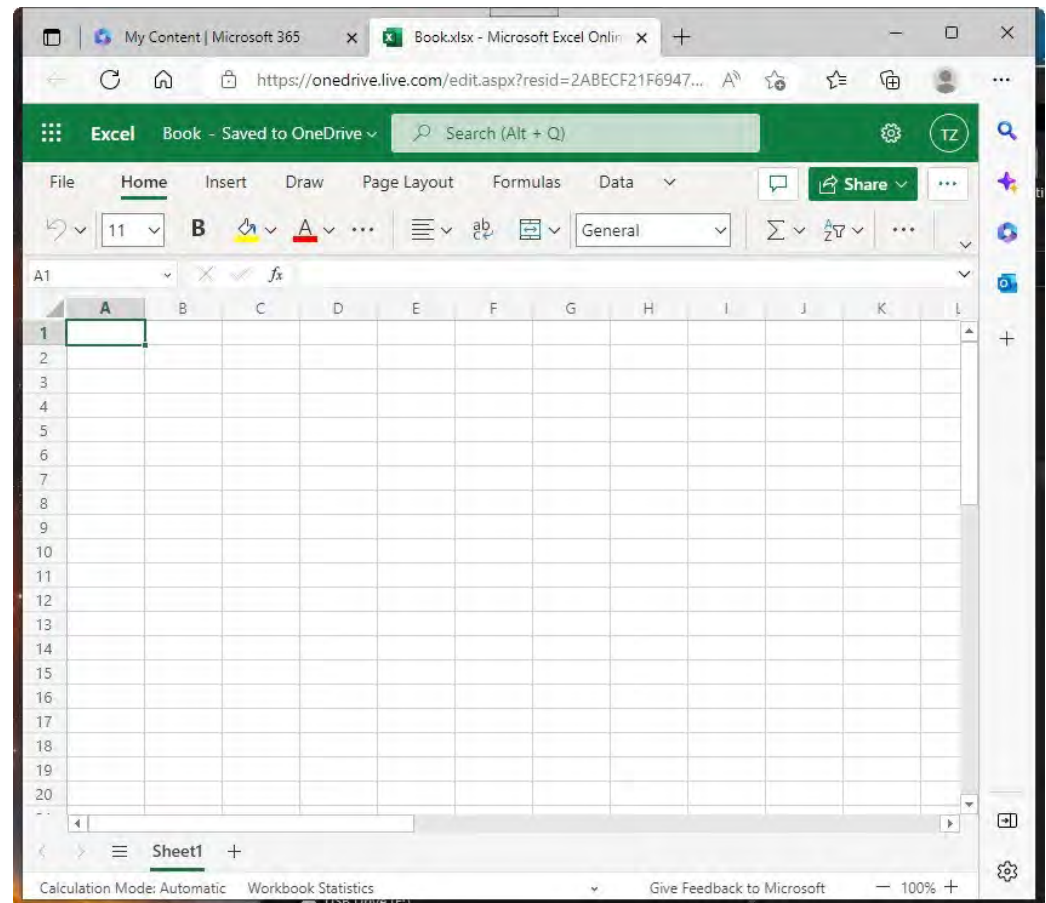 My Content | Microsoft 365
Book.xlsx - Microsoft Excel Onlin
https://onedrive.live.com/edit.aspx?resid=2ABECF21F6947...
Excel Book - Saved to OneDrive Search (Alt + Q) TZ
File Home Insert Draw Page Layout Formulas Data Share
11 B A ab c General
A1 fx
A B C D E F G H I J K L
1
2
3
4
5
6
7
8
9
10
11
12
13
14
15
16
17
18
19
20
Sheet1
Calculation Mode: Automatic Workbook Statistics Give Feedback to Microsoft 100%